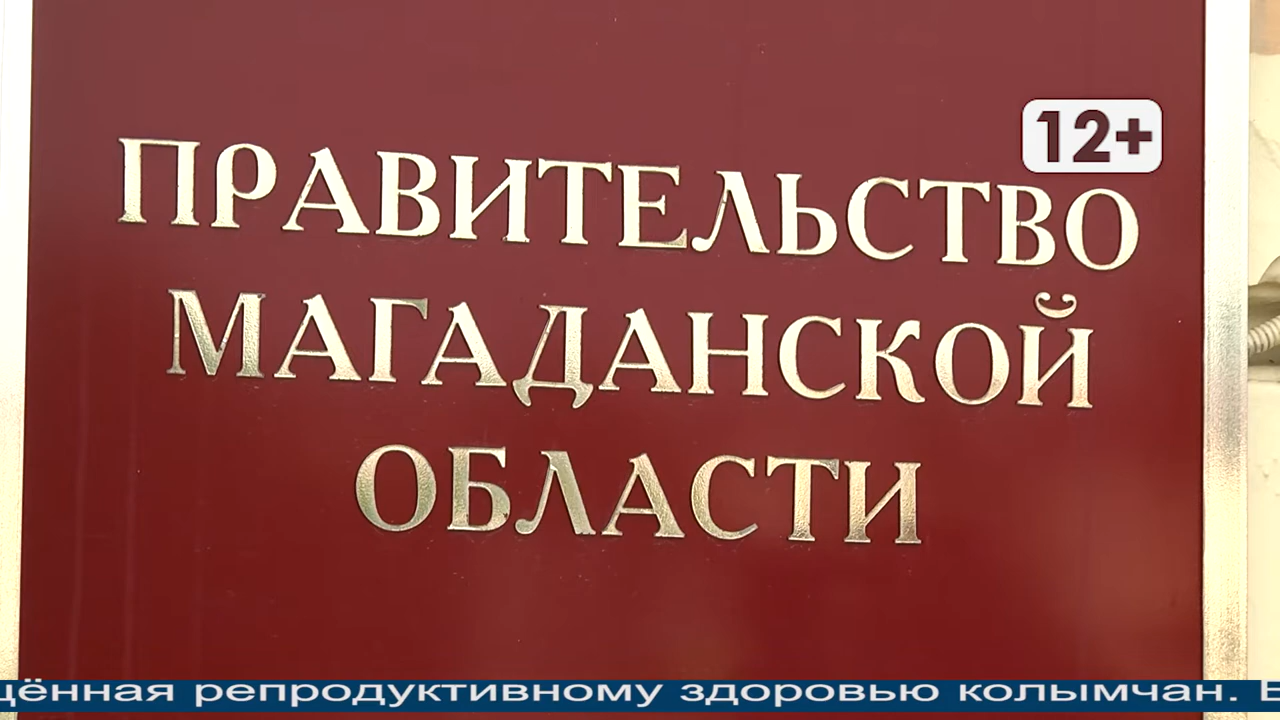 12+
ПРАВИТЕЛЬСТВО
МАГАДАНСКОЙ
ОБЛАСТИ
репродуктивному здоровью колымчан.